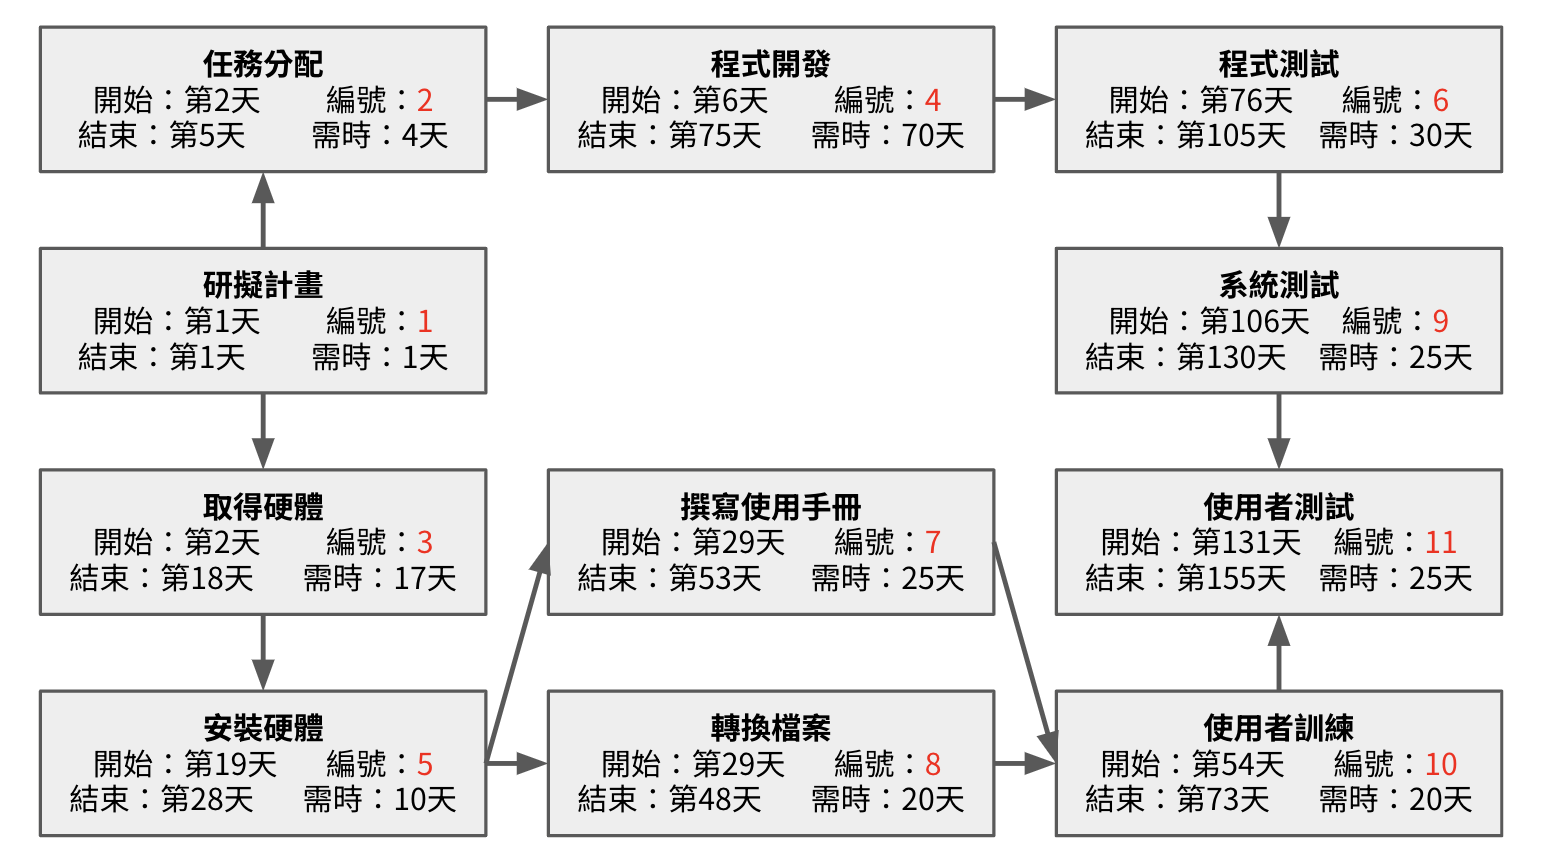 任務分配
開始：第2天 編號：2
結束：第5天 需時：4天
程式開發
開始：第6天 編號：4
結束：第75天 需時：70天
程式測試
開始：第76天 編號：6
結束：第105天 需時：30天
研擬計畫
開始：第1天 編號：1
結束：第1天 需時：1天
系統測試
開始：第106天 編號：9
結束：第130天 需時：25天
取得硬體
開始：第2天 編號：3
結束：第18天 需時：17天
撰寫使用手冊
開始：第29天 編號：7
結束：第53天 需時：25天
使用者測試
開始：第131天 編號：11
結束：第155天 需時：25天
安裝硬體
開始：第19天 編號：5
結束：第28天 需時：10天
轉換檔案
開始：第29天 編號：8
結束：第48天 需時：20天
使用者訓練
開始：第54天 編號：10
結束：第73天 需時：20天